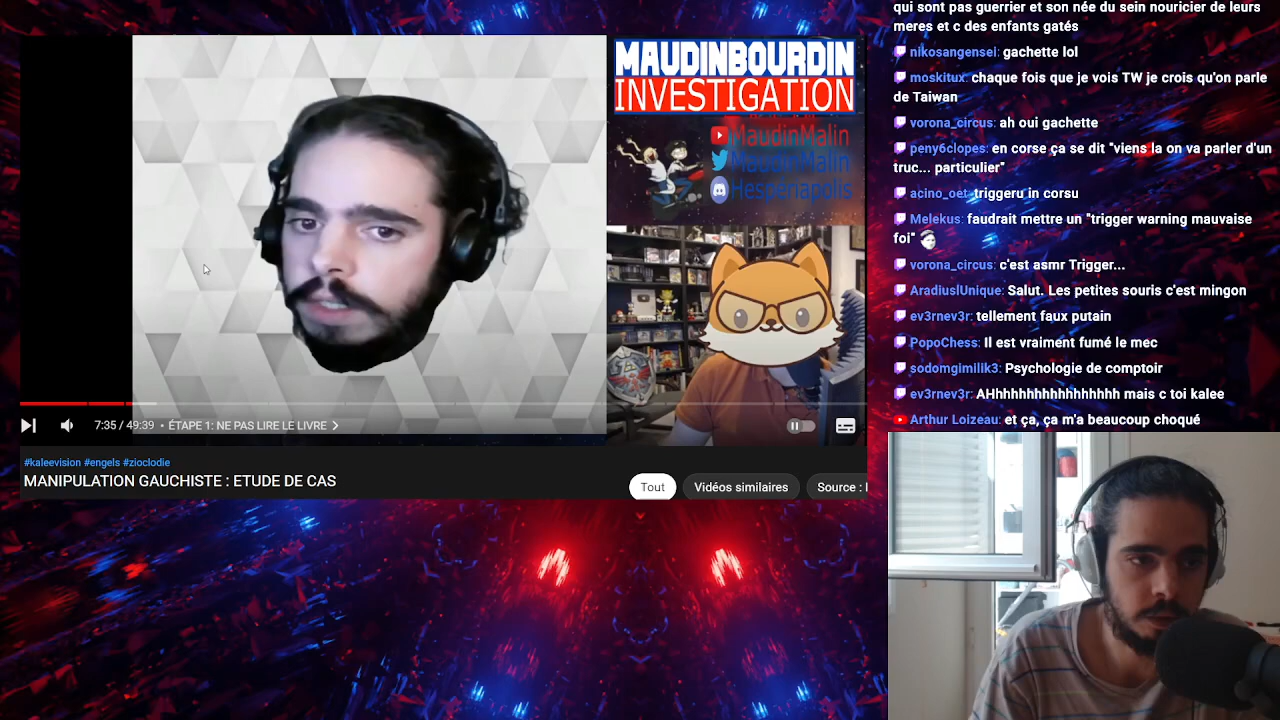 MAUDINBOURDIN
INVESTIGATION
MaudinMalin
MaudinMalin
Hespériapolis
7:35 / 49:39 • ÉTAPE 1: NE PAS LIRE LE LIVRE
#kaleevision #engels #zioclodie
MANIPULATION GAUCHISTE : ETUDE DE CAS
Tout
Vidéos similaires
Source :
qui sont pas guerrier et son née du sein nouricier de leurs
meres et c des enfants gatés
nikosangensei: gachette lol
moskitux: chaque fois que je vois TW je crois qu'on parle
de Taiwan
vorona_circus: ah oui gachette
peny6clopes: en corse ça se dit "viens la on va parler d'un
truc... particulier"
acino_oet: triggeru in corsu
Melekus: faudrait mettre un "trigger warning mauvaise
foi"
vorona_circus: c'est asmr Trigger...
AradiuslUnique: Salut. Les petites souris c'est mingon
ev3rnev3r: tellement faux putain
PopoChess: Il est vraiment fumé le mec
sodomgimilik3: Psychologie de comptoir
ev3rnev3r: AHhhhhhhhhhhhhhhh mais c toi kalee
Arthur Loizeau: et ça, ça m'a beaucoup choqué